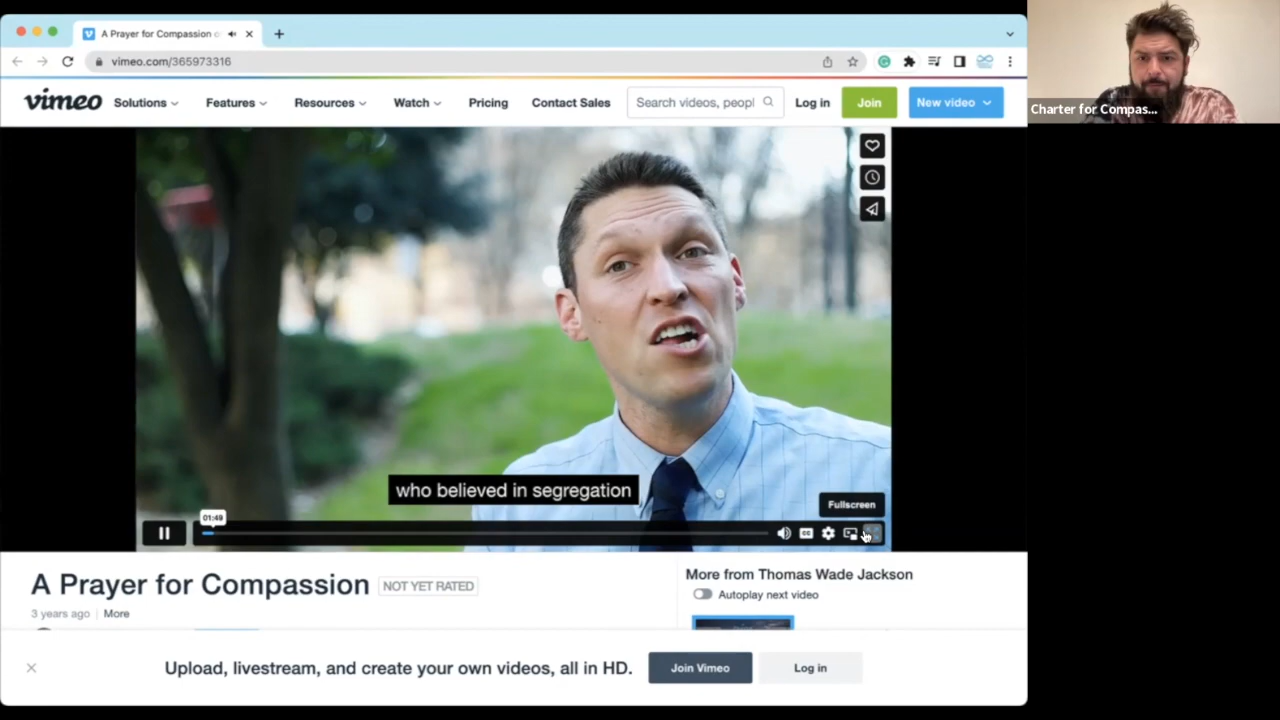 A Prayer for Compassion
vimeo.com/365973316
vimeo
Solutions
Features
Resources
Watch
Pricing
Contact Sales
Search videos, peopl
Log in
Join
New video
Charter for Compas...
who believed in segregation
Fullscreen
01:49
CC
A Prayer for Compassion
NOT YET RATED
More from Thomas Wade Jackson
Autoplay next video
3 years ago
More
Upload, livestream, and create your own videos, all in HD.
Join Vimeo
Log in